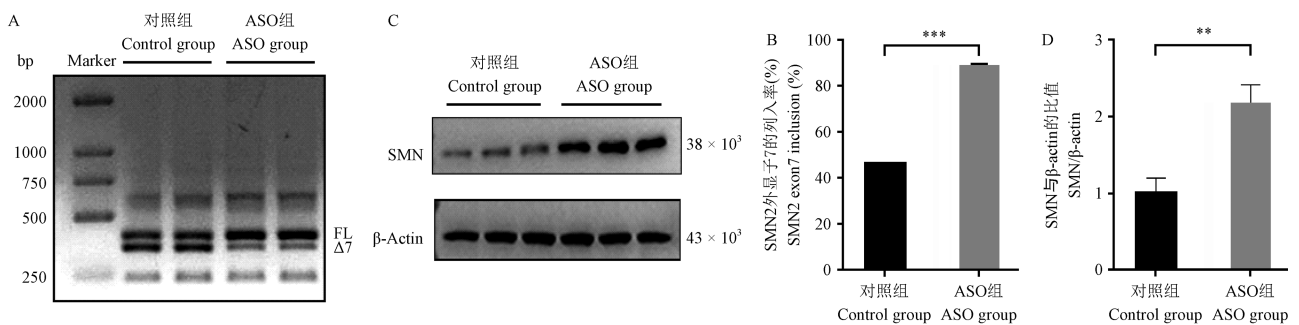 A
对照组
Control group
ASO组
ASO group
bp
Marker
2000
1000
750
500
250
FL
Δ7
C
对照组
Control group
ASO组
ASO group
SMN
38 × 10³
β-Actin
43 × 10³
B
SMN2外显子7的列入率(%)
SMN2 exon7 inclusion (%)
100
80
60
40
20
0
***
对照组
Control group
ASO组
ASO group
D
SMN与β-actin的比值
SMN/β-actin
3
2
1
0
**
对照组
Control group
ASO组
ASO group